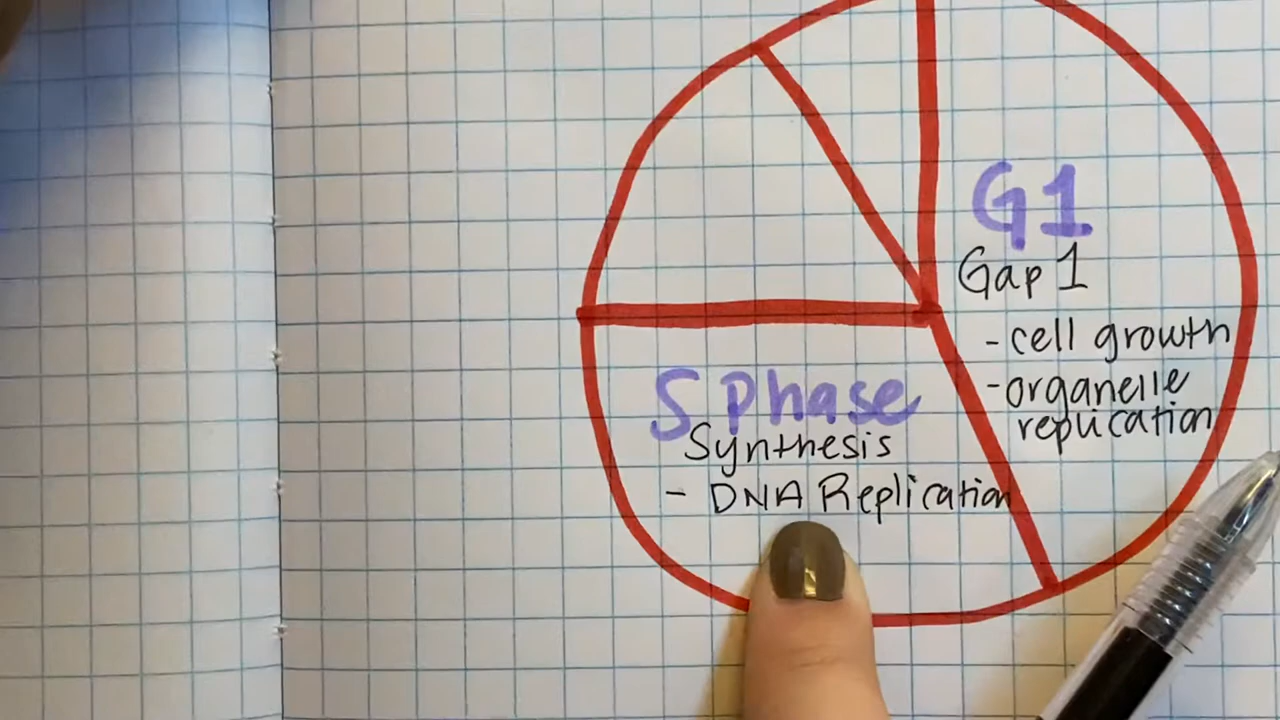 G1
Gap 1
- cell growth
- organelle
replication
S Phase
Synthesis
- DNA Replication